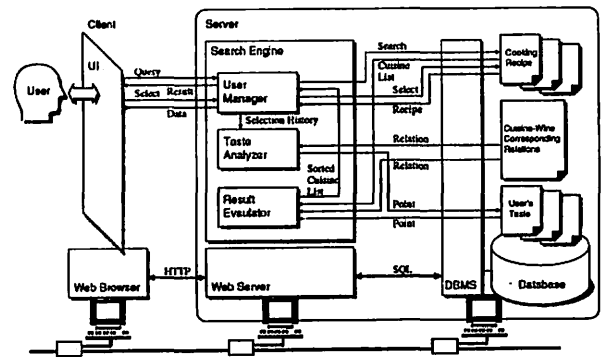 Client
Server
UI
Search Engine
Search
Cuisine
List
Cooking
Recipe
Query
User
Manager
User
Result
Select
Data
Select
Recipe
Selection History
Taste
Analyzer
Relation
Relation
Cuisine-Wine
Corresponding
Relations
Sorted
Cuisine
List
Result
Evaulator
Point
Point
User's
Taste
Web Browser
HTTP
Web Server
SQL
DBMS
Database